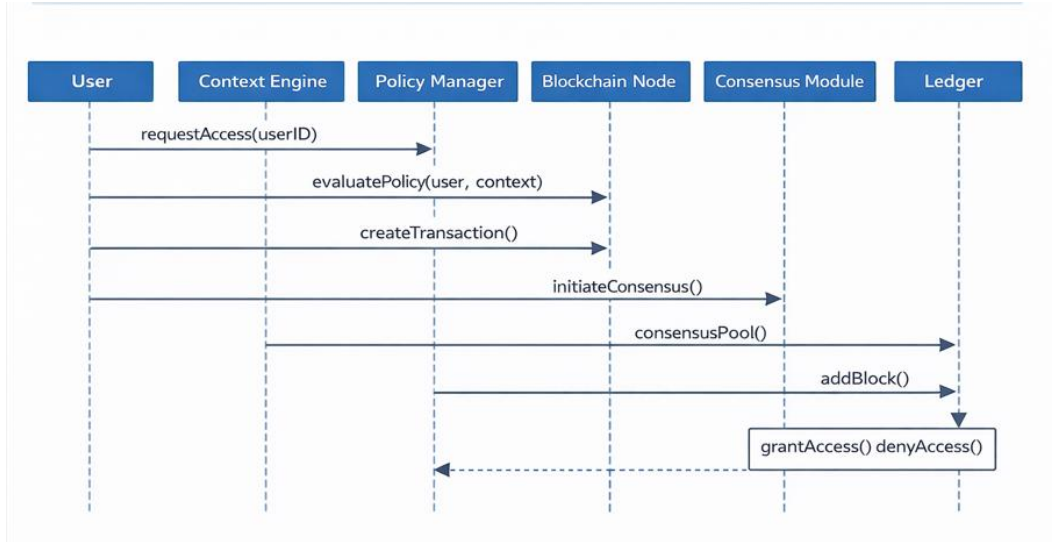 User Context Engine Policy Manager Blockchain Node Consensus Module Ledger
requestAccess(userID)
evaluatePolicy(user, context)
createTransaction()
initiateConsensus()
consensusPool()
addBlock()
grantAccess() denyAccess()